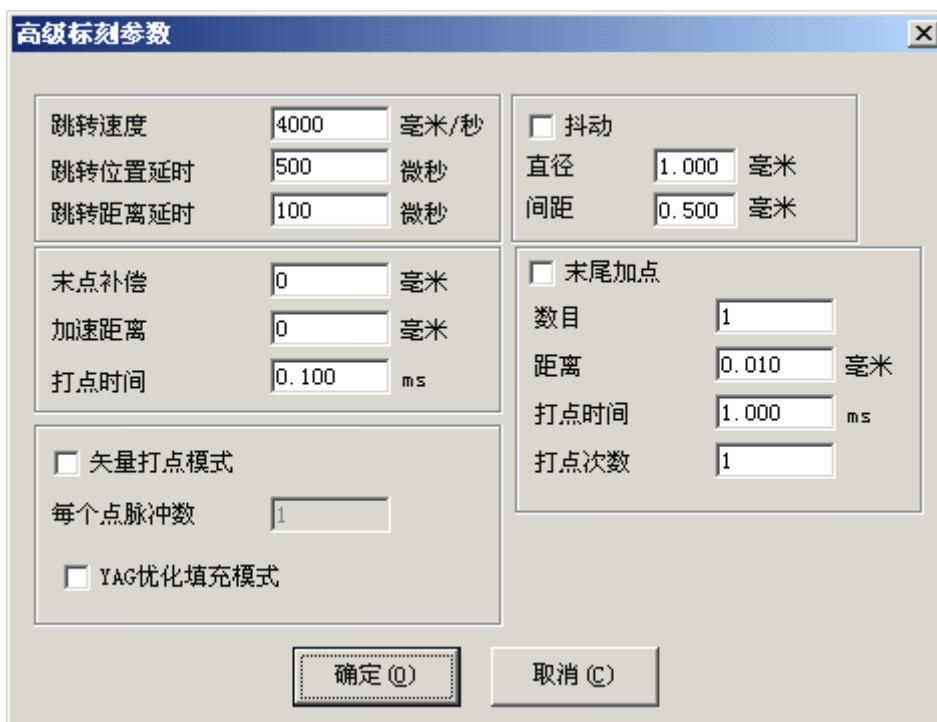 高级标刻参数
跳转速度 4000 毫米/秒
跳转位置延时 500 微秒
跳转距离延时 100 微秒
抖动
直径 1.000 毫米
间距 0.500 毫米
末点补偿 0 毫米
加速距离 0 毫米
打点时间 0.100 ms
末尾加点
数目 1
距离 0.010 毫米
打点时间 1.000 ms
打点次数 1
矢量打点模式
每个点脉冲数 1
YAG优化填充模式
确定(O) 取消(C)